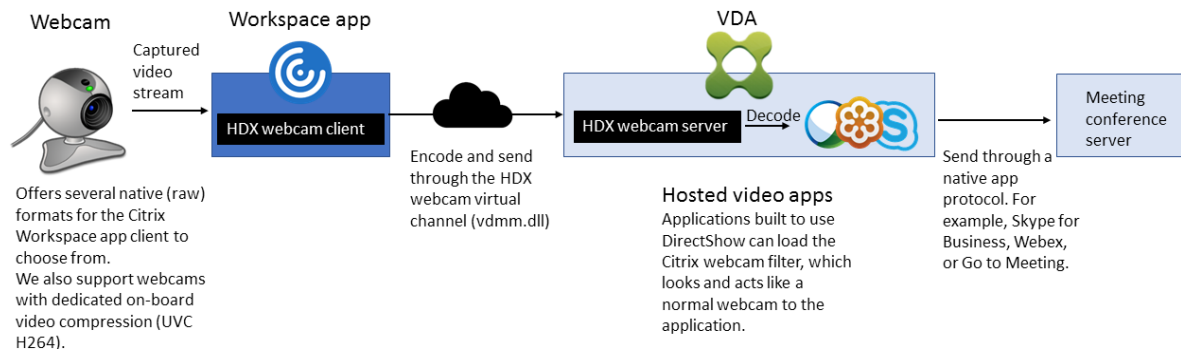 Webcam
Captured
video
stream
Offers several native (raw)
formats for the Citrix
Workspace app client to
choose from.
We also support webcams
with dedicated on-board
video compression (UVC
H264).
Workspace app
HDX webcam client
Encode and send
through the HDX
webcam virtual
channel (vdmm.dll)
VDA
HDX webcam server
Decode
Hosted video apps
Applications built to use
DirectShow can load the
Citrix webcam filter, which
looks and acts like a
normal webcam to the
application.
Send through a
native app
protocol. For
example, Skype for
Business, Webex,
or Go to Meeting.
Meeting
conference
server